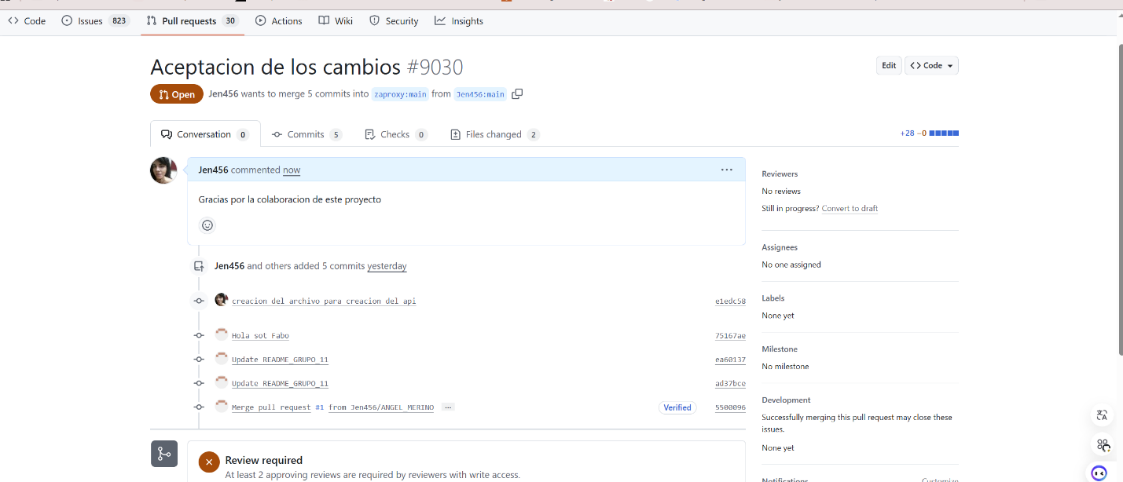 Code Issues 823 Pull requests 30 Actions Wiki Security Insights
Aceptacion de los cambios #9030
Edit Code
Open Jen456 wants to merge 5 commits into zaproxy:main from Jen456:main
Conversation 0 Commits 5 Checks 0 Files changed 2
+28 −0
Jen456 commented now
Gracias por la colaboracion de este proyecto
Jen456 and others added 5 commits yesterday
creacion del archivo para creacion del api e1edc58
Hola sot Fabo 75167ae
Update README_GRUPO_11 ea60137
Update README_GRUPO_11 ad37bce
Merge pull request #1 from Jen456/ANGEL_MERINO ... Verified 5500096
Review required
At least 2 approving reviews are required by reviewers with write access.
Reviewers
No reviews
Still in progress? Convert to draft
Assignees
No one assigned
Labels
None yet
Milestone
No milestone
Development
Successfully merging this pull request may close these
issues.
None yet
Notifications Customize